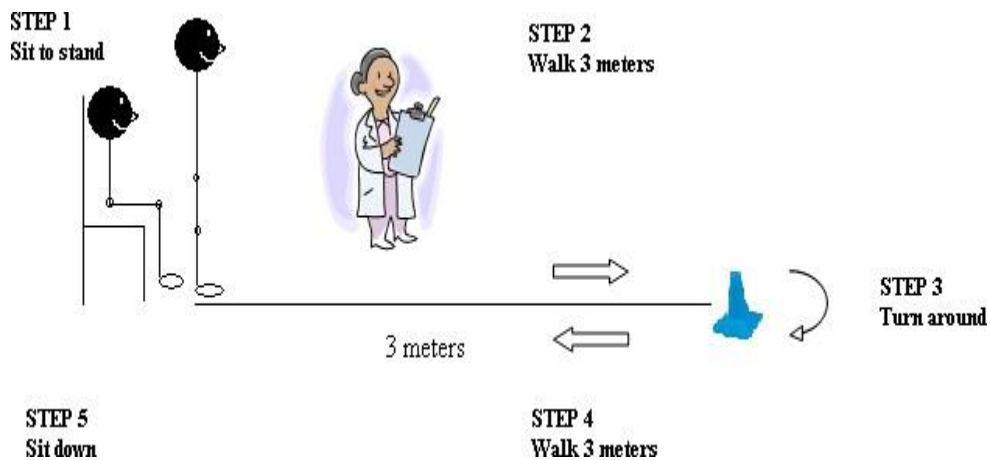 STEP 1
Sit to stand
STEP 2
Walk 3 meters
STEP 3
Turn around
3 meters
STEP 5
Sit down
STEP 4
Walk 3 meters